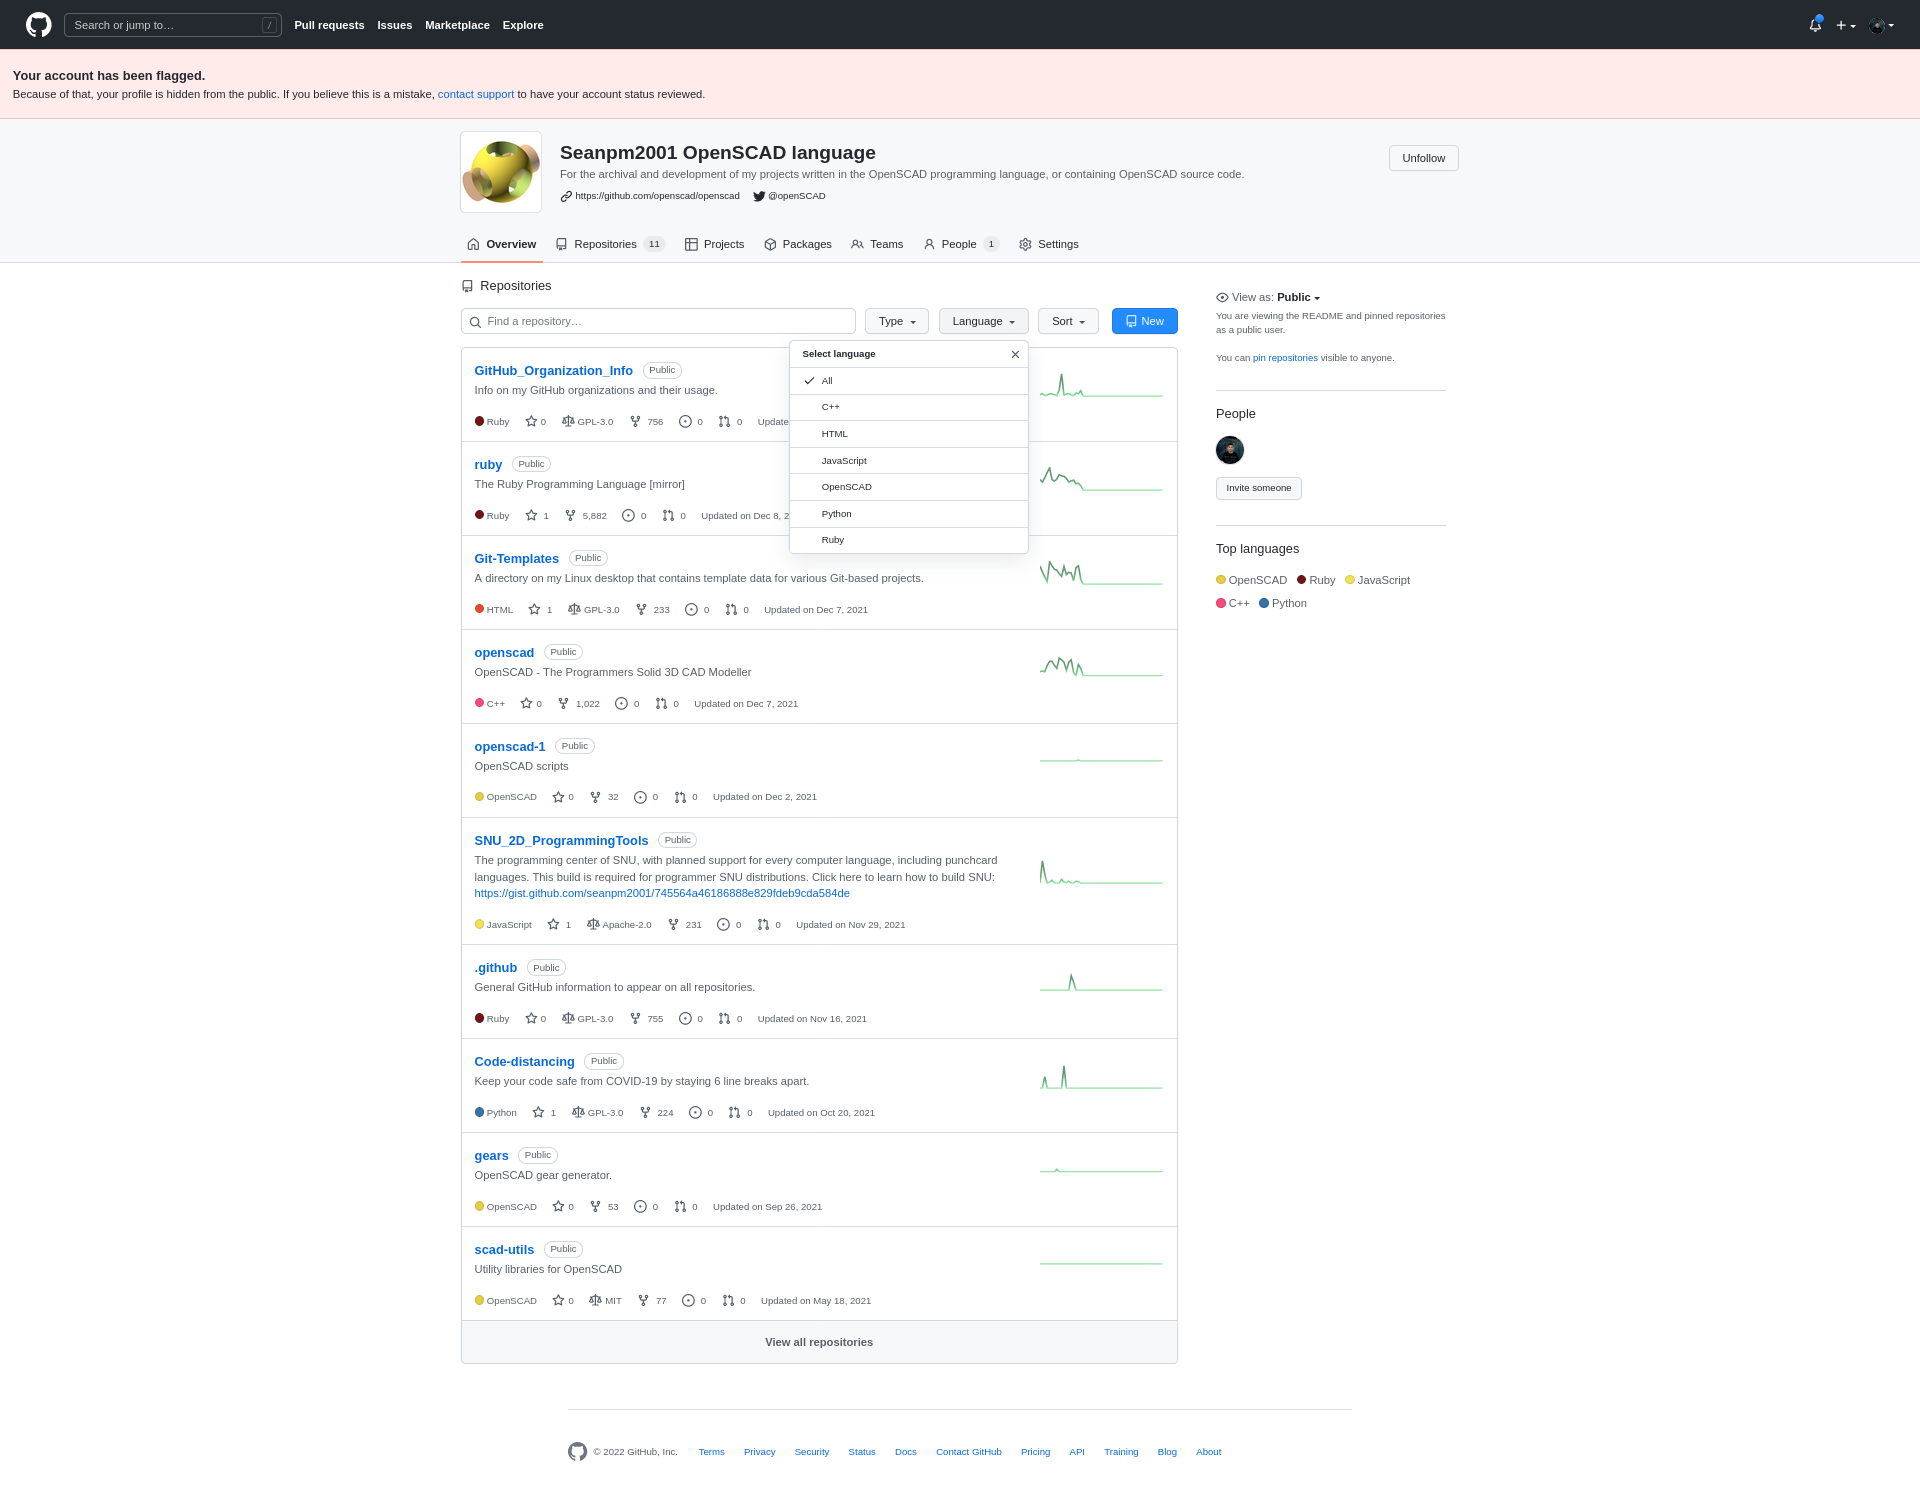 Search or jump to… /
Pull requests Issues Marketplace Explore
Your account has been flagged.
Because of that, your profile is hidden from the public. If you believe this is a mistake, contact support to have your account status reviewed.
Seanpm2001 OpenSCAD language
Unfollow
For the archival and development of my projects written in the OpenSCAD programming language, or containing OpenSCAD source code.
https://github.com/openscad/openscad @openSCAD
Overview Repositories 11 Projects Packages Teams People 1 Settings
Repositories
Find a repository… Type Language Sort New
Select language
All
C++
HTML
JavaScript
OpenSCAD
Python
Ruby
GitHub_Organization_Info Public
Info on my GitHub organizations and their usage.
Ruby 0 GPL-3.0 756 0 0 Update
ruby Public
The Ruby Programming Language [mirror]
Ruby 1 5,882 0 0 Updated on Dec 8, 2
Git-Templates Public
A directory on my Linux desktop that contains template data for various Git-based projects.
HTML 1 GPL-3.0 233 0 0 Updated on Dec 7, 2021
openscad Public
OpenSCAD - The Programmers Solid 3D CAD Modeller
C++ 0 1,022 0 0 Updated on Dec 7, 2021
openscad-1 Public
OpenSCAD scripts
OpenSCAD 0 32 0 0 Updated on Dec 2, 2021
SNU_2D_ProgrammingTools Public
The programming center of SNU, with planned support for every computer language, including punchcard
languages. This build is required for programmer SNU distributions. Click here to learn how to build SNU:
https://gist.github.com/seanpm2001/745564a46186888e829fdeb9cda584de
JavaScript 1 Apache-2.0 231 0 0 Updated on Nov 29, 2021
.github Public
General GitHub information to appear on all repositories.
Ruby 0 GPL-3.0 755 0 0 Updated on Nov 16, 2021
Code-distancing Public
Keep your code safe from COVID-19 by staying 6 line breaks apart.
Python 1 GPL-3.0 224 0 0 Updated on Oct 20, 2021
gears Public
OpenSCAD gear generator.
OpenSCAD 0 53 0 0 Updated on Sep 26, 2021
scad-utils Public
Utility libraries for OpenSCAD
OpenSCAD 0 MIT 77 0 0 Updated on May 18, 2021
View all repositories
View as: Public
You are viewing the README and pinned repositories
as a public user.
You can pin repositories visible to anyone.
People
Invite someone
Top languages
OpenSCAD Ruby JavaScript
C++ Python
© 2022 GitHub, Inc. Terms Privacy Security Status Docs Contact GitHub Pricing API Training Blog About